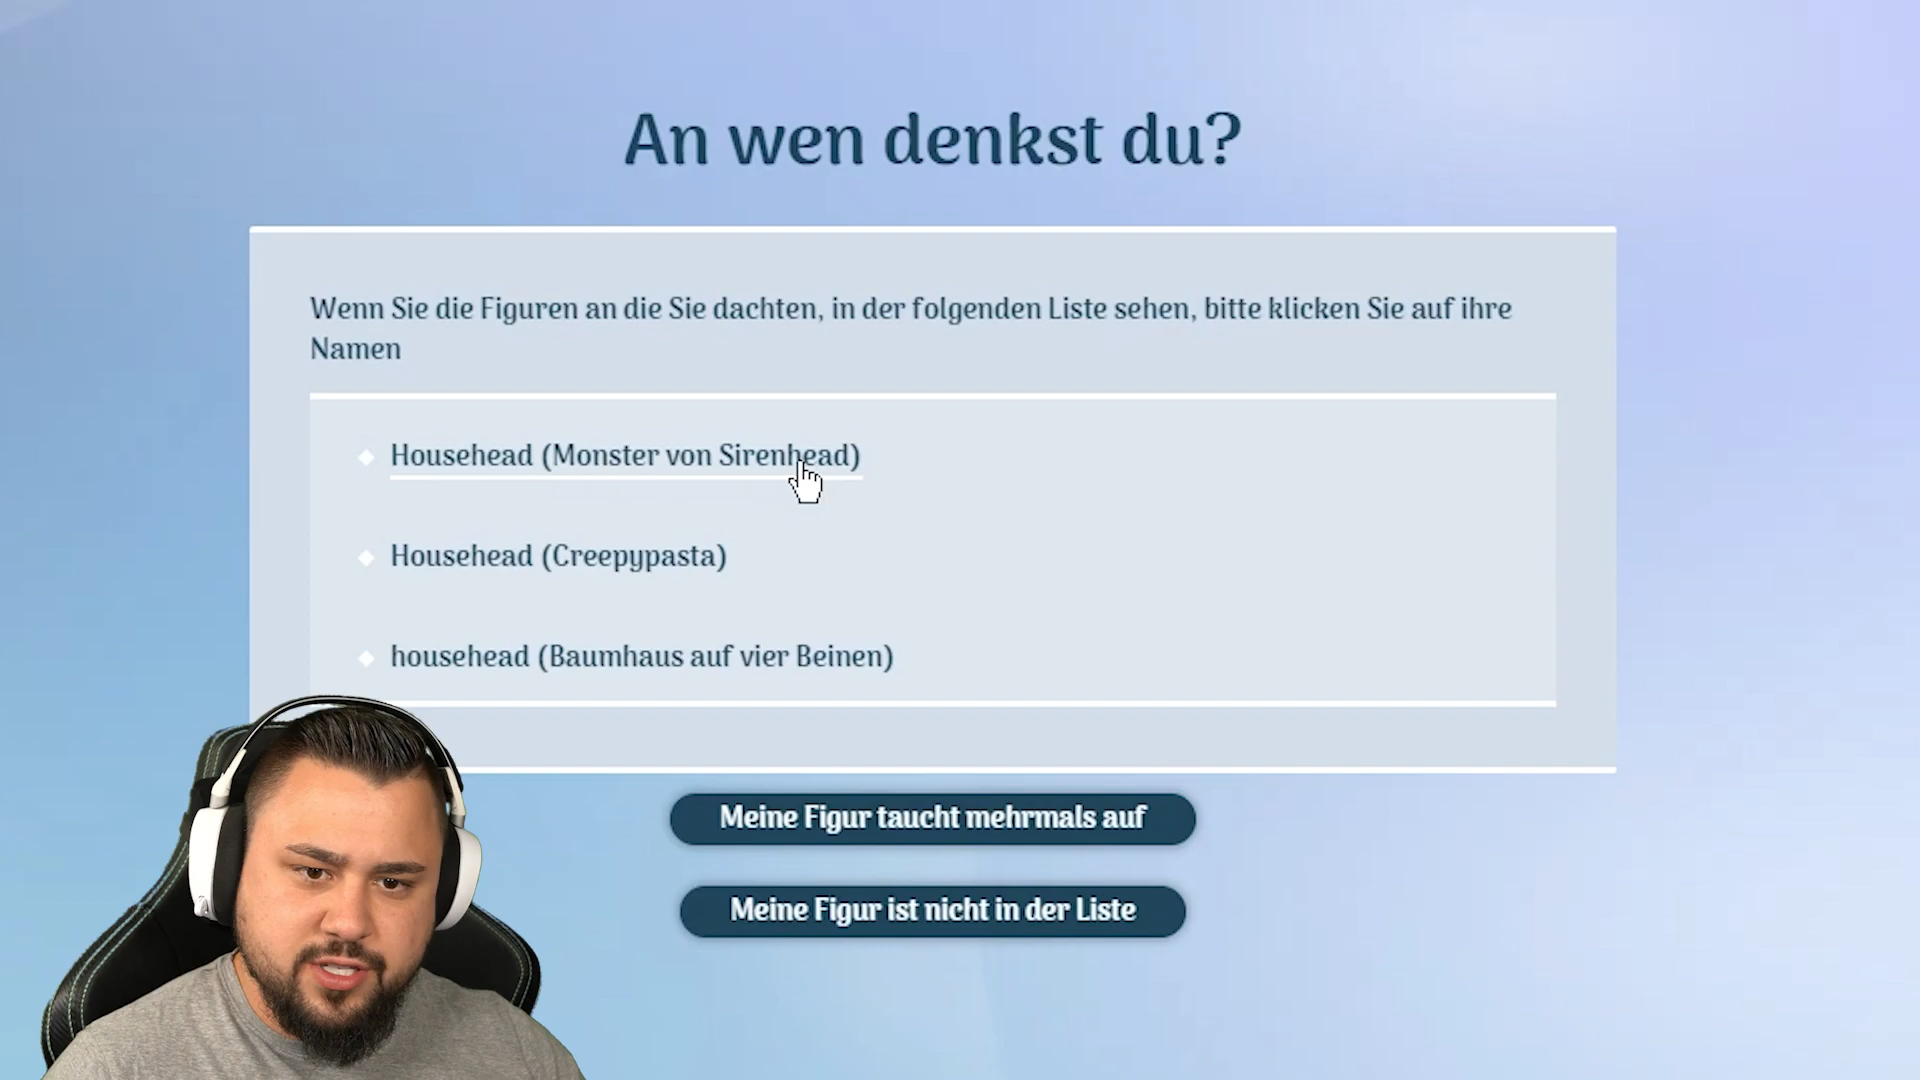 An wen denkst du?
Wenn Sie die Figuren an die Sie dachten, in der folgenden Liste sehen, bitte klicken Sie auf ihre
Namen
Househead (Monster von Sirenhead)
Househead (Creepypasta)
househead (Baumhaus auf vier Beinen)
Meine Figur taucht mehrmals auf
Meine Figur ist nicht in der Liste